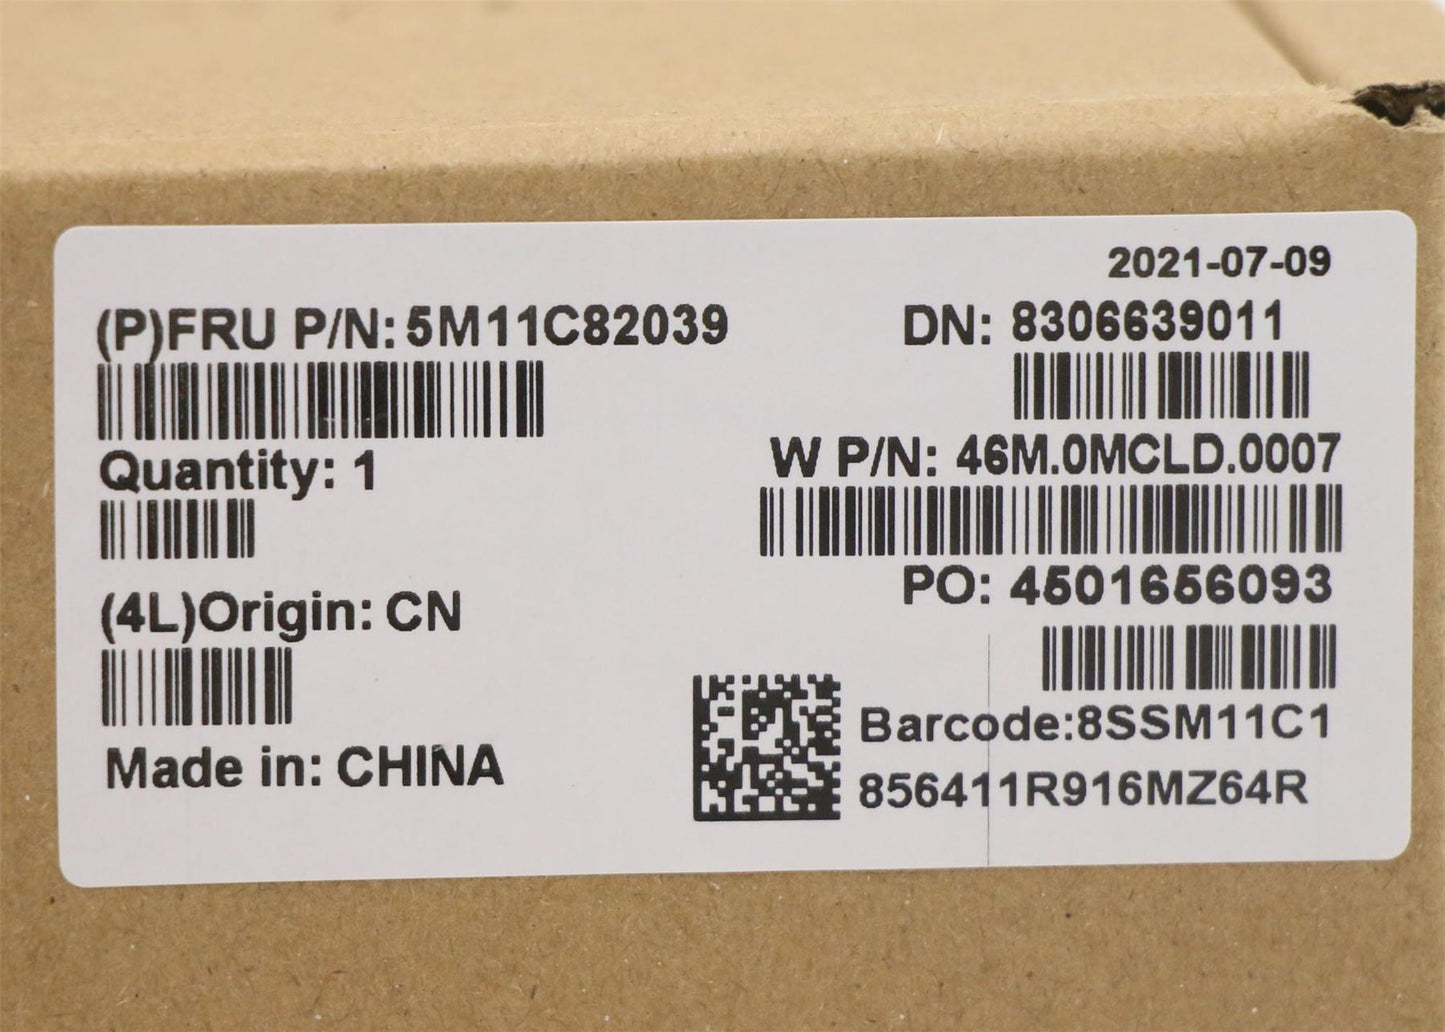 2021-07-09
(P)FRU P/N: 5M11C82039
DN: 8306639011
Quantity: 1
W P/N: 46M.0MCLD.0007
(4L)Origin: CN
PO: 4501656093
Made in: CHINA
Barcode:8SSM11C1
856411R916MZ64R